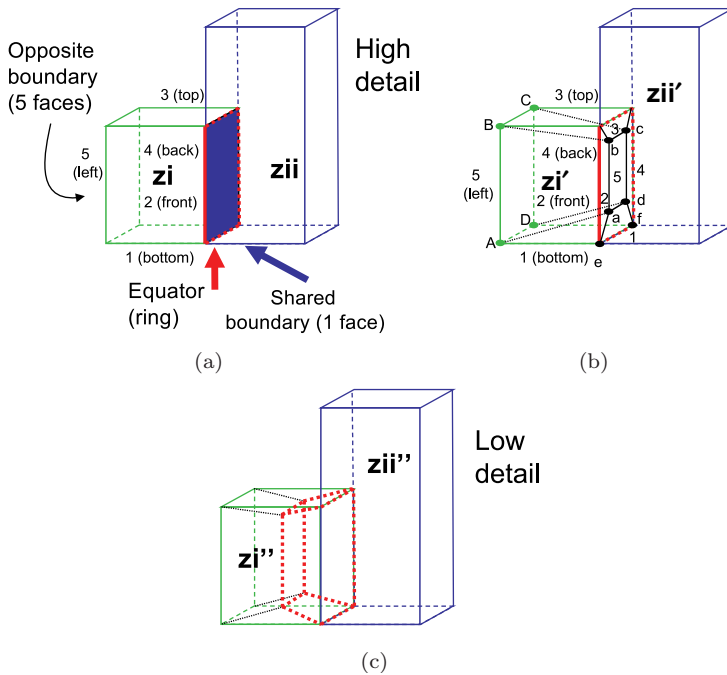 Opposite
boundary
(5 faces)
3 (top)
High
detail
5
(left)
4 (back)
zi
2 (front)
zii
1 (bottom)
Equator
(ring)
Shared
boundary (1 face)
(a)
C
3 (top)
zii′
B
3
c
b
4 (back)
5
(left)
zi′
5
4
2 (front)
2
d
D
a
f
A
1
1 (bottom)
e
(b)
zii’’
Low
detail
zi’’
(c)